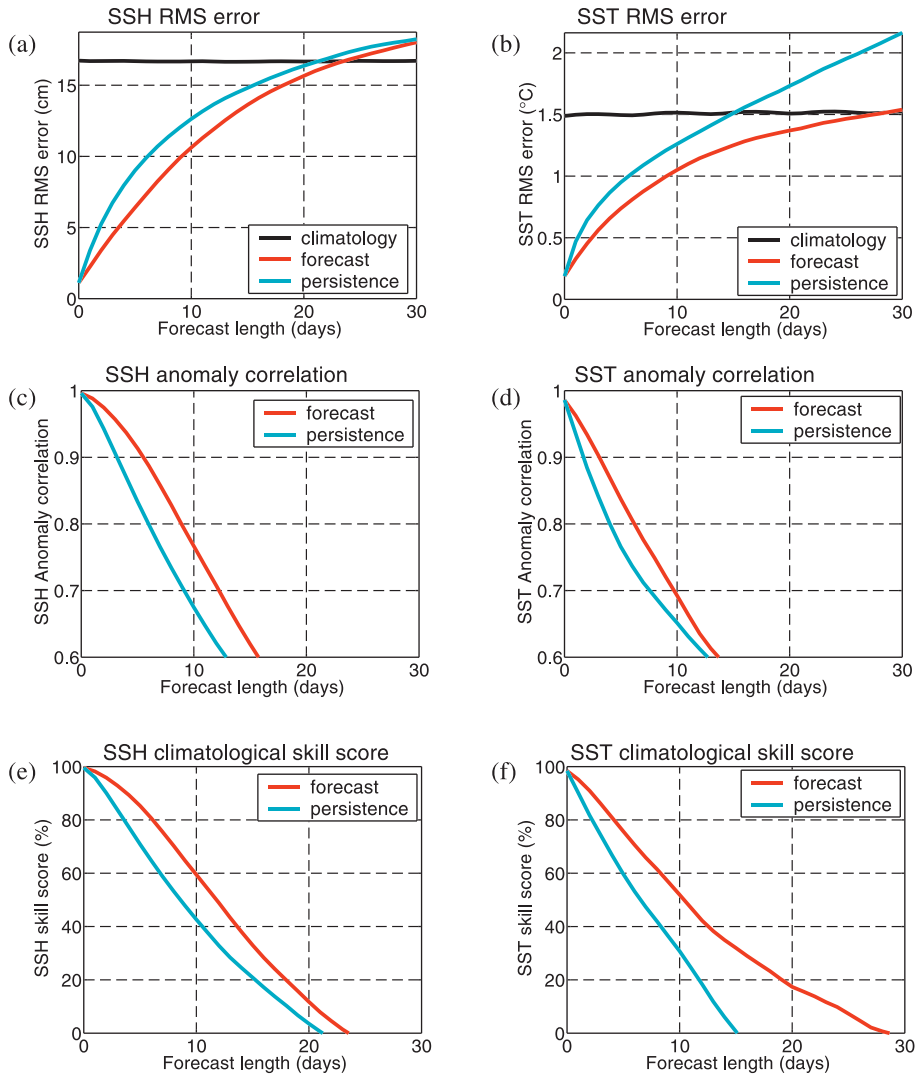 SSH RMS error
(a)
SSH RMS error (cm)
15
10
5
0
climatology
forecast
persistence
0 10 20 30
Forecast length (days)
SST RMS error
(b)
SST RMS error (°C)
2
1.5
1
0.5
0
climatology
forecast
persistence
0 10 20 30
Forecast length (days)
SSH anomaly correlation
(c)
SSH Anomaly correlation
1
0.9
0.8
0.7
0.6
forecast
persistence
0 10 20 30
Forecast length (days)
SST anomaly correlation
(d)
SST Anomaly correlation
1
0.9
0.8
0.7
0.6
forecast
persistence
0 10 20 30
Forecast length (days)
SSH climatological skill score
(e)
SSH skill score (%)
100
80
60
40
20
0
forecast
persistence
0 10 20 30
Forecast length (days)
SST climatological skill score
(f)
SST skill score (%)
100
80
60
40
20
0
forecast
persistence
0 10 20 30
Forecast length (days)